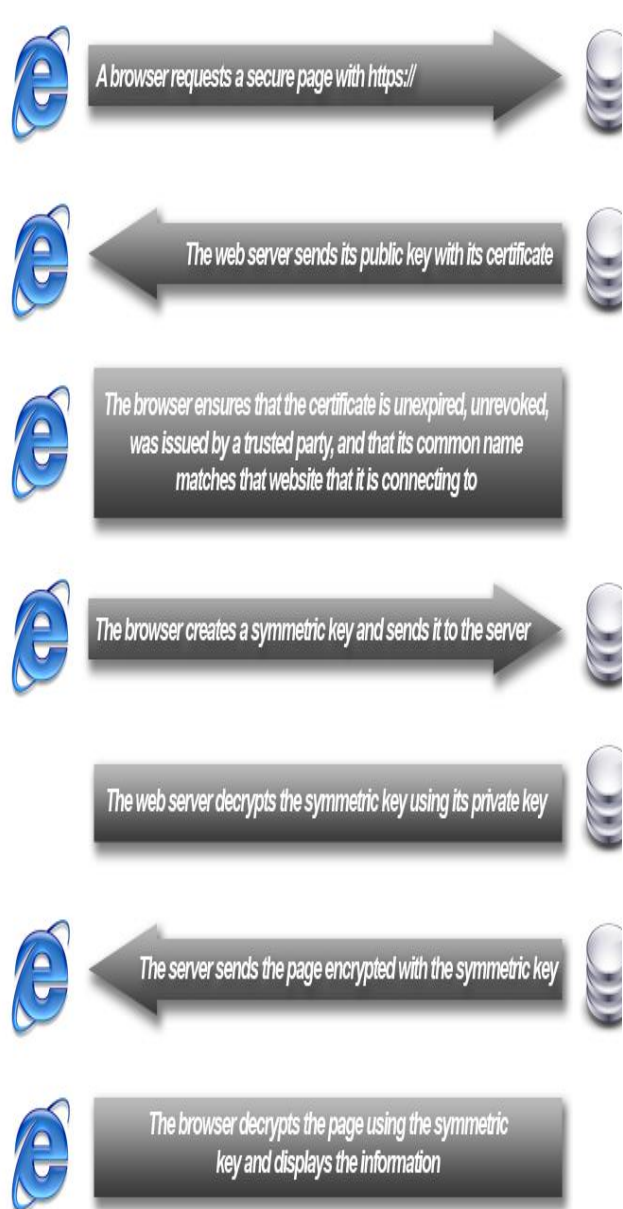 A browser requests a secure page with https://
The web server sends its public key with its certificate
The browser ensures that the certificate is unexpired, unrevoked,
was issued by a trusted party, and that its common name
matches that website that it is connecting to
The browser creates a symmetric key and sends it to the server
The web server decrypts the symmetric key using its private key
The server sends the page encrypted with the symmetric key
The browser decrypts the page using the symmetric
key and displays the information